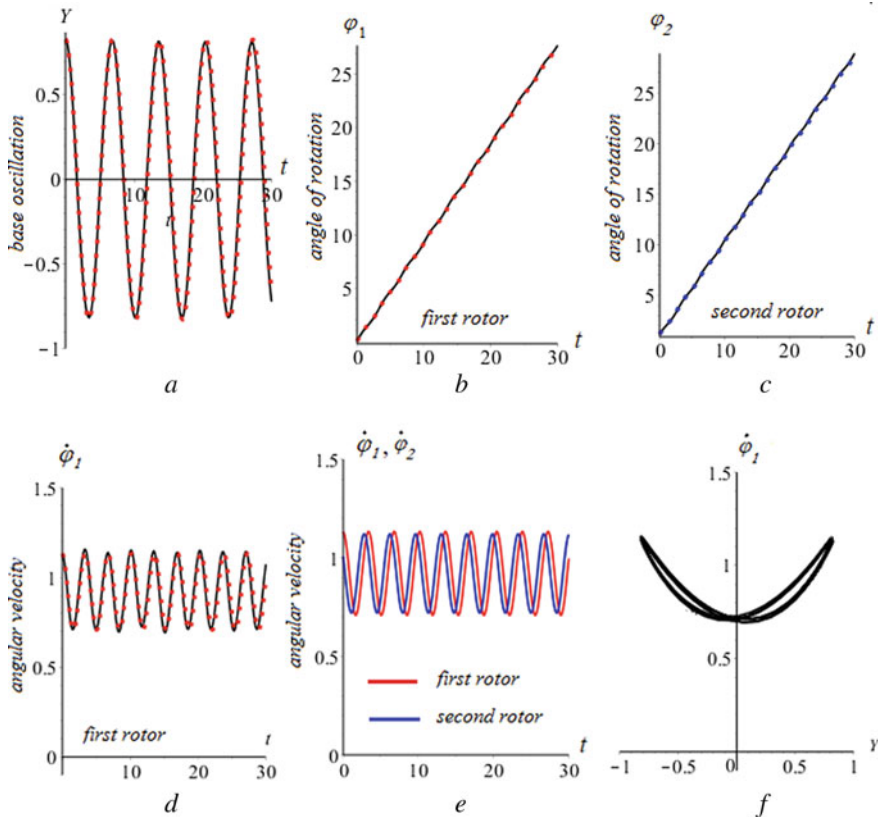 Y
base oscillation
0.5
0
−0.5
−1
10
20
30
t
t
a
φ1
angle of rotation
25
20
15
10
5
0
10
20
30
first rotor
t
b
φ2
angle of rotation
25
20
15
10
5
0
10
20
30
second rotor
t
c
φ̇1
angular velocity
1.5
1
0.5
0
10
20
30
first rotor
t
d
φ̇1, φ̇2
angular velocity
1.5
1
0.5
0
10
20
30
first rotor
second rotor
t
e
φ̇1
1.5
1
0.5
−1
−0.5
0
0.5
1
Y
f